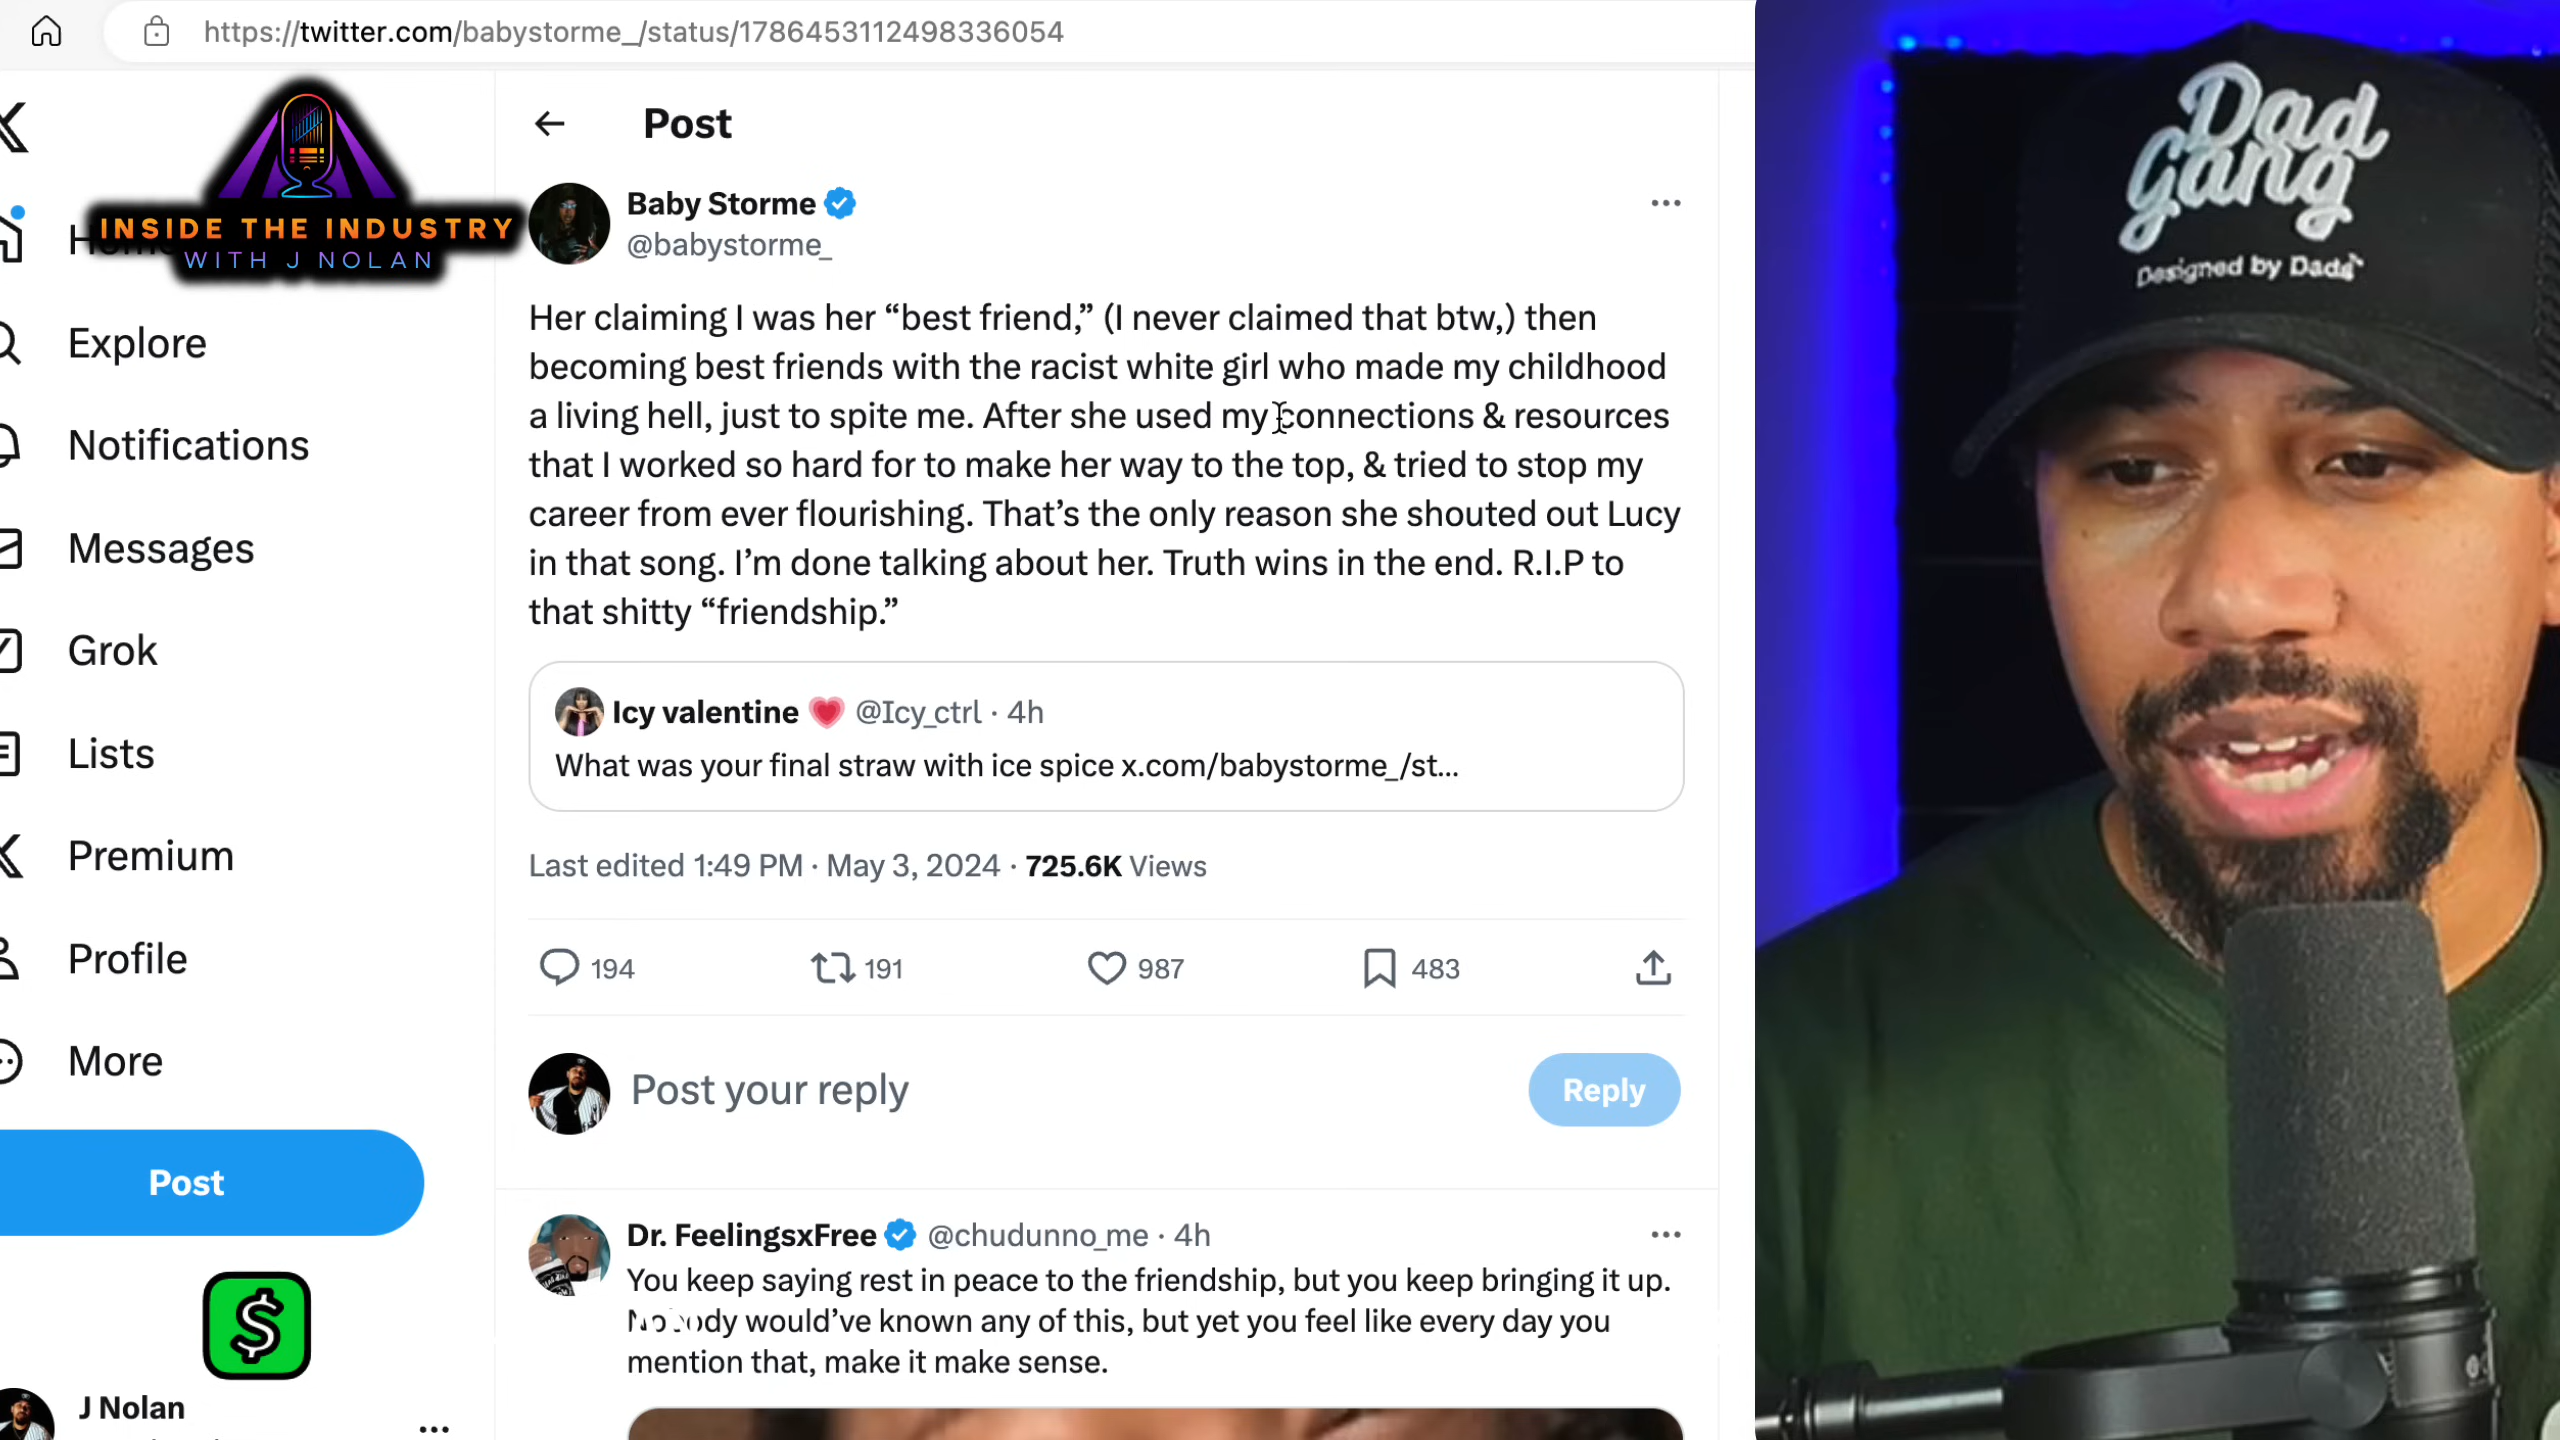 https://twitter.com/babystorme_/status/1786453112498336054
INSIDE THE INDUSTRY
WITH J NOLAN
Explore
Notifications
Messages
Grok
Lists
Premium
Profile
More
Post
J Nolan
Post
Baby Storme
@babystorme_
Her claiming I was her “best friend,” (I never claimed that btw,) then
becoming best friends with the racist white girl who made my childhood
a living hell, just to spite me. After she used my connections & resources
that I worked so hard for to make her way to the top, & tried to stop my
career from ever flourishing. That’s the only reason she shouted out Lucy
in that song. I’m done talking about her. Truth wins in the end. R.I.P to
that shitty “friendship.”
Icy valentine @Icy_ctrl · 4h
What was your final straw with ice spice x.com/babystorme_/st...
Last edited 1:49 PM · May 3, 2024 · 725.6K Views
194 191 987 483
Post your reply
Reply
Dr. FeelingsxFree @chudunno_me · 4h
You keep saying rest in peace to the friendship, but you keep bringing it up.
Nobody would’ve known any of this, but yet you feel like every day you
mention that, make it make sense.
Dad
Gang
Designed by Dads